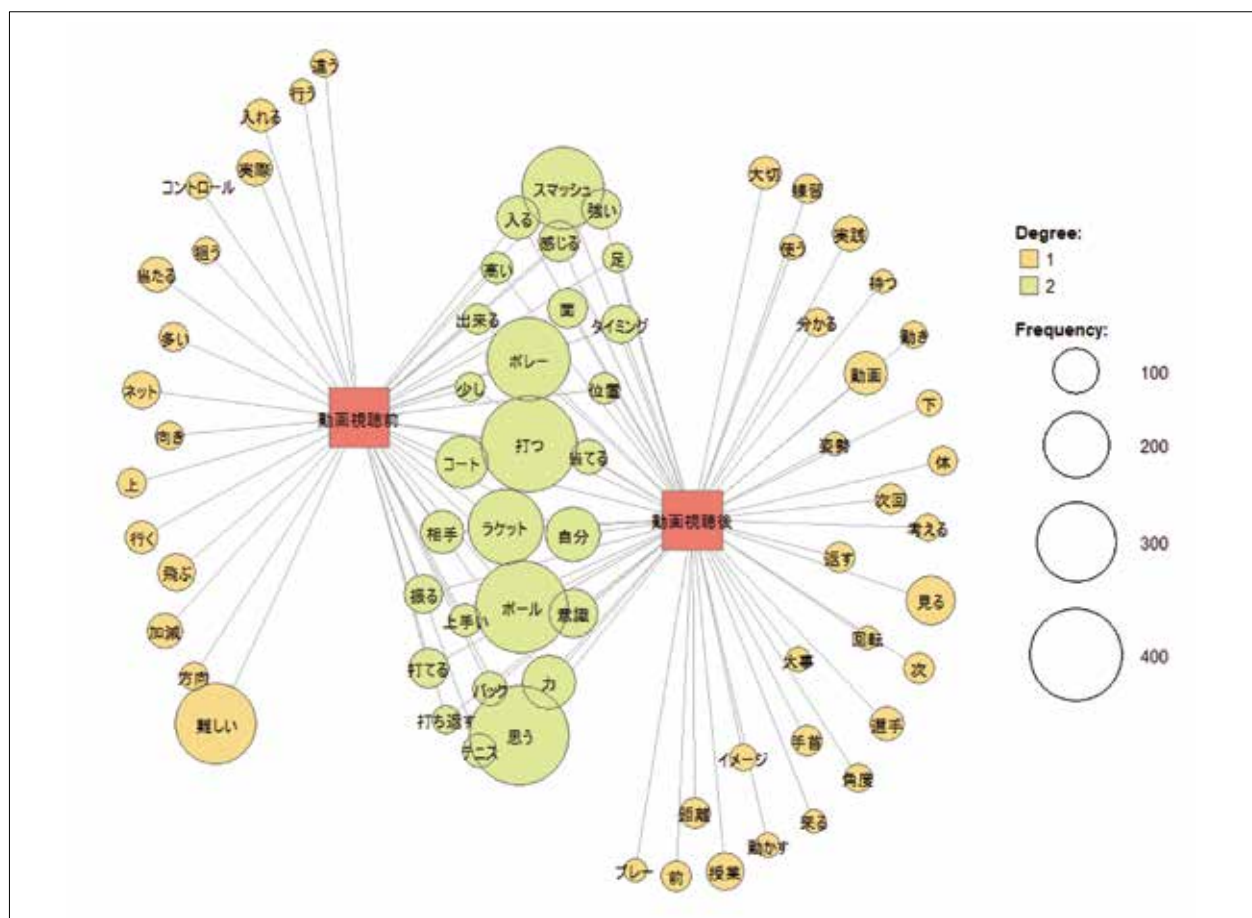 違う
行う
入れる
実際
コントロール
狙う
当たる
多い
ネット
向き
上
行く
飛ぶ
加減
方向
難しい
動画視聴前
スマッシュ
強い
入る
感じる
足
高い
面
出来る
タイミング
ボレー
少し
位置
打つ
当てる
コート
ラケット
相手
自分
振る
ボール
意識
上手い
打てる
バック
力
打ち返す
思う
テニス
動画視聴後
大切
練習
実践
使う
持つ
分かる
動き
動画
下
姿勢
体
次回
考える
返す
見る
回転
次
大事
選手
手首
イメージ
角度
距離
来る
動かす
プレー
前
授業
Degree:
1
2
Frequency:
100
200
300
400